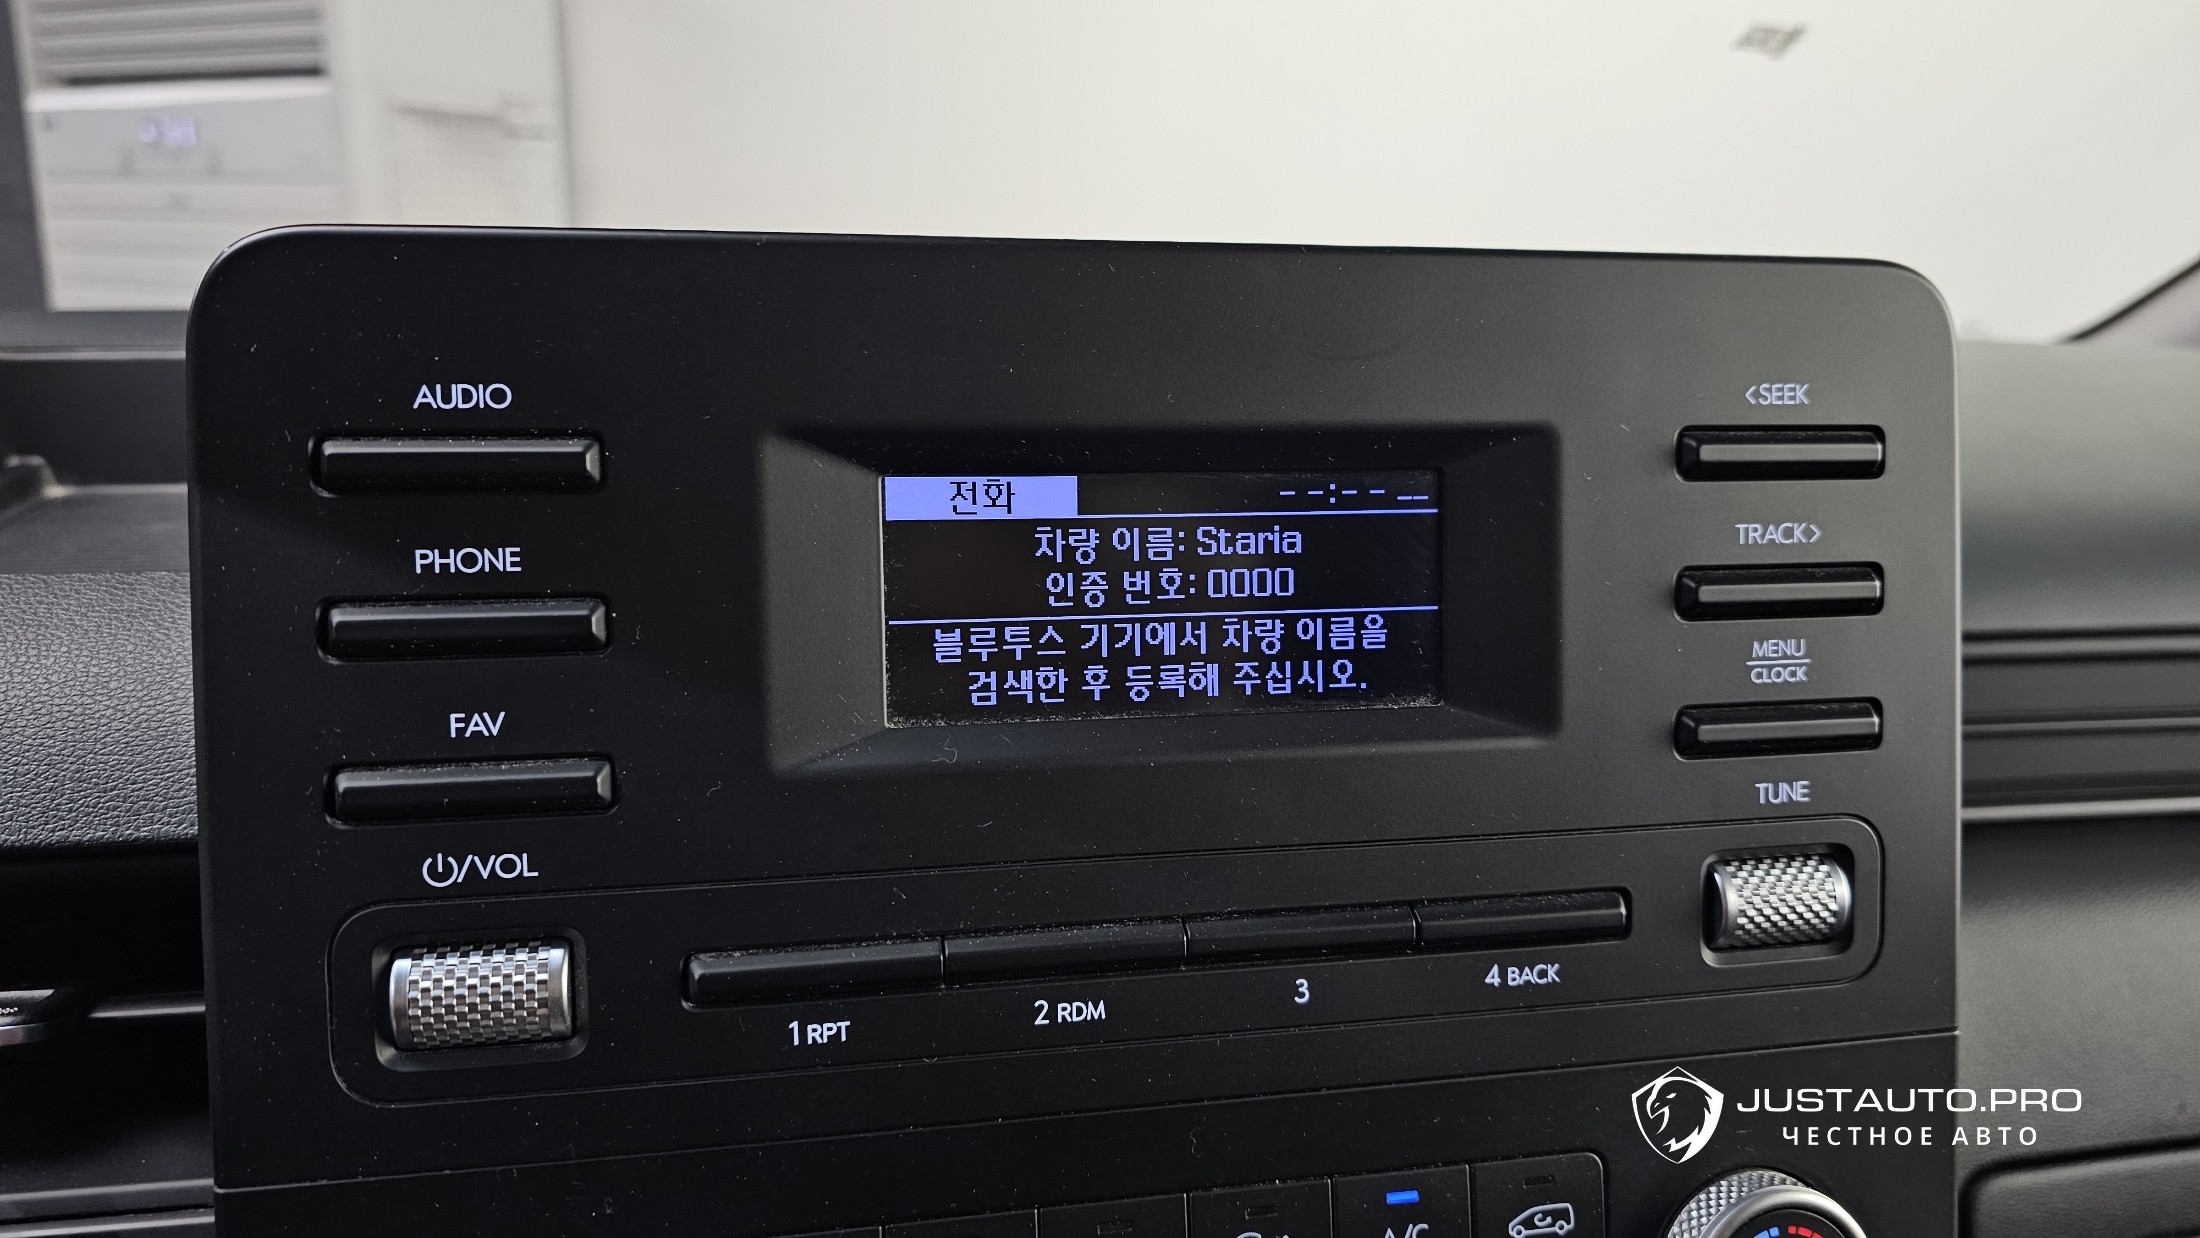 AUDIO
PHONE
FAV
/VOL
전화
--:-- __
차량 이름: Staria
인증 번호: 0000
블루투스 기기에서 차량 이름을
검색한 후 등록해 주십시오.
<SEEK
TRACK>
MENU
CLOCK
TUNE
1 RPT
2 RDM
3
4 BACK
A/C
JUSTAUTO.PRO
ЧЕСТНОЕ АВТО